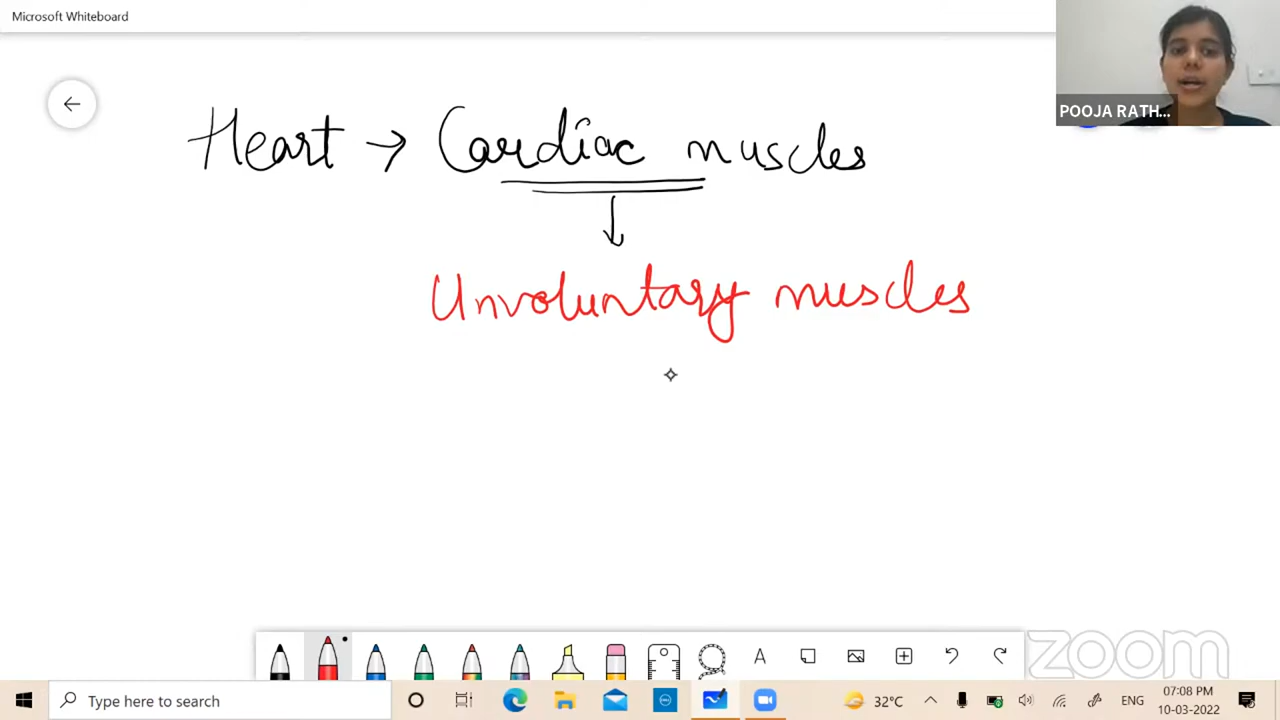 Microsoft Whiteboard
POOJA RATH...
Heart → Cardiac muscles
↓
Unvoluntary muscles
A
zoom
Type here to search
32°C
ENG
07:08 PM
10-03-2022